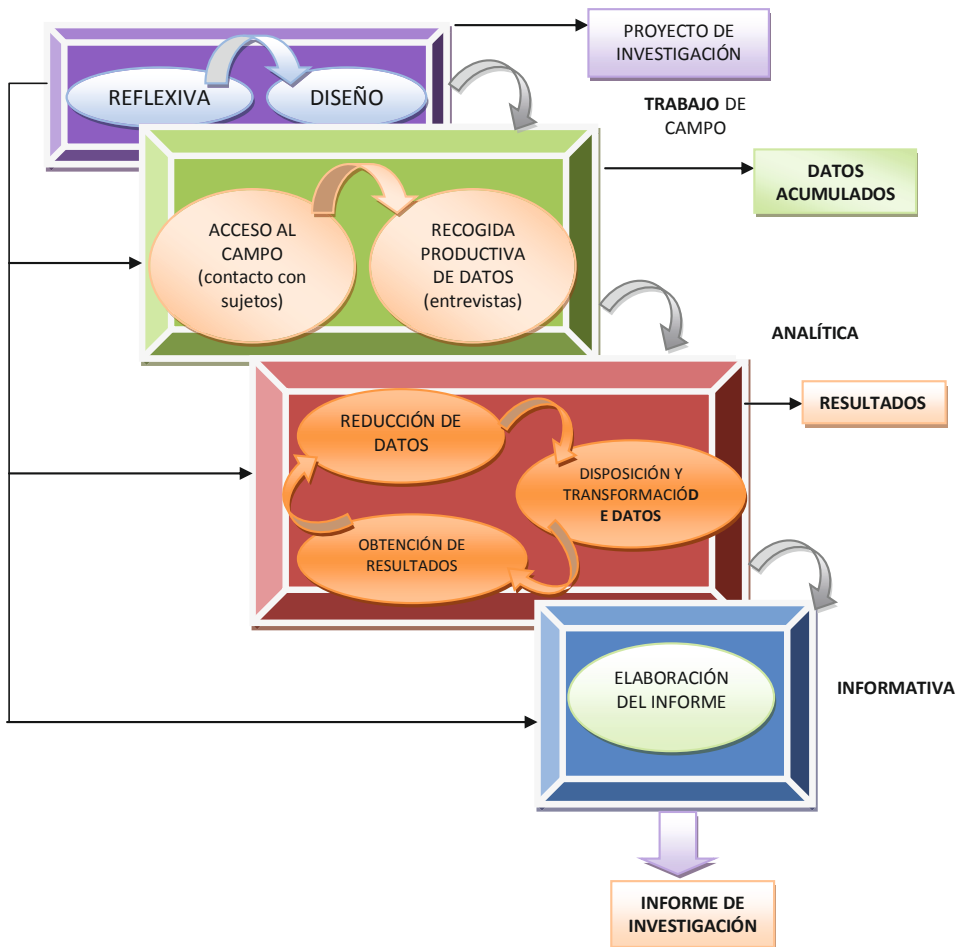 PROYECTO DE
INVESTIGACIÓN
REFLEXIVA
DISEÑO
TRABAJO DE
CAMPO
DATOS
ACUMULADOS
ACCESO AL
CAMPO
(contacto con
sujetos)
RECOGIDA
PRODUCTIVA
DE DATOS
(entrevistas)
ANALÍTICA
RESULTADOS
REDUCCIÓN DE
DATOS
DISPOSICIÓN Y
TRANSFORMACIÓD
E DATOS
OBTENCIÓN DE
RESULTADOS
ELABORACIÓN
DEL INFORME
INFORMATIVA
INFORME DE
INVESTIGACIÓN